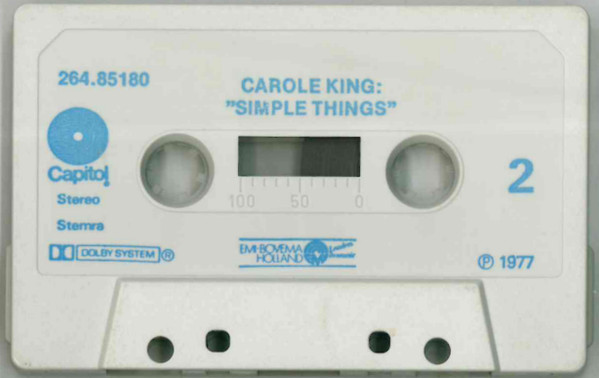 264.85180
CAROLE KING:
"SIMPLE THINGS"
Capitol
Stereo
Stemra
2
100 50 0
DOLBY SYSTEM ®
EMI-BOVEMA
HOLLAND
℗ 1977